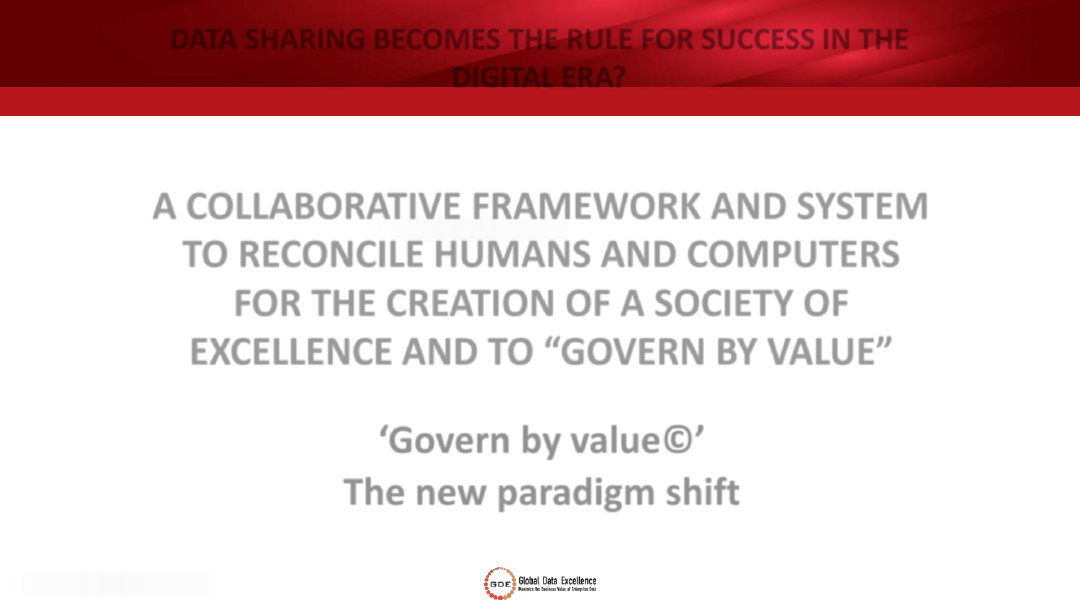 DATA SHARING BECOMES THE RULE FOR SUCCESS IN THE
DIGITAL ERA?
A COLLABORATIVE FRAMEWORK AND SYSTEM
TO RECONCILE HUMANS AND COMPUTERS
FOR THE CREATION OF A SOCIETY OF
EXCELLENCE AND TO “GOVERN BY VALUE”
‘Govern by value©’
The new paradigm shift
GDE
Global Data Excellence
Maximize the Business Value of Enterprise Data